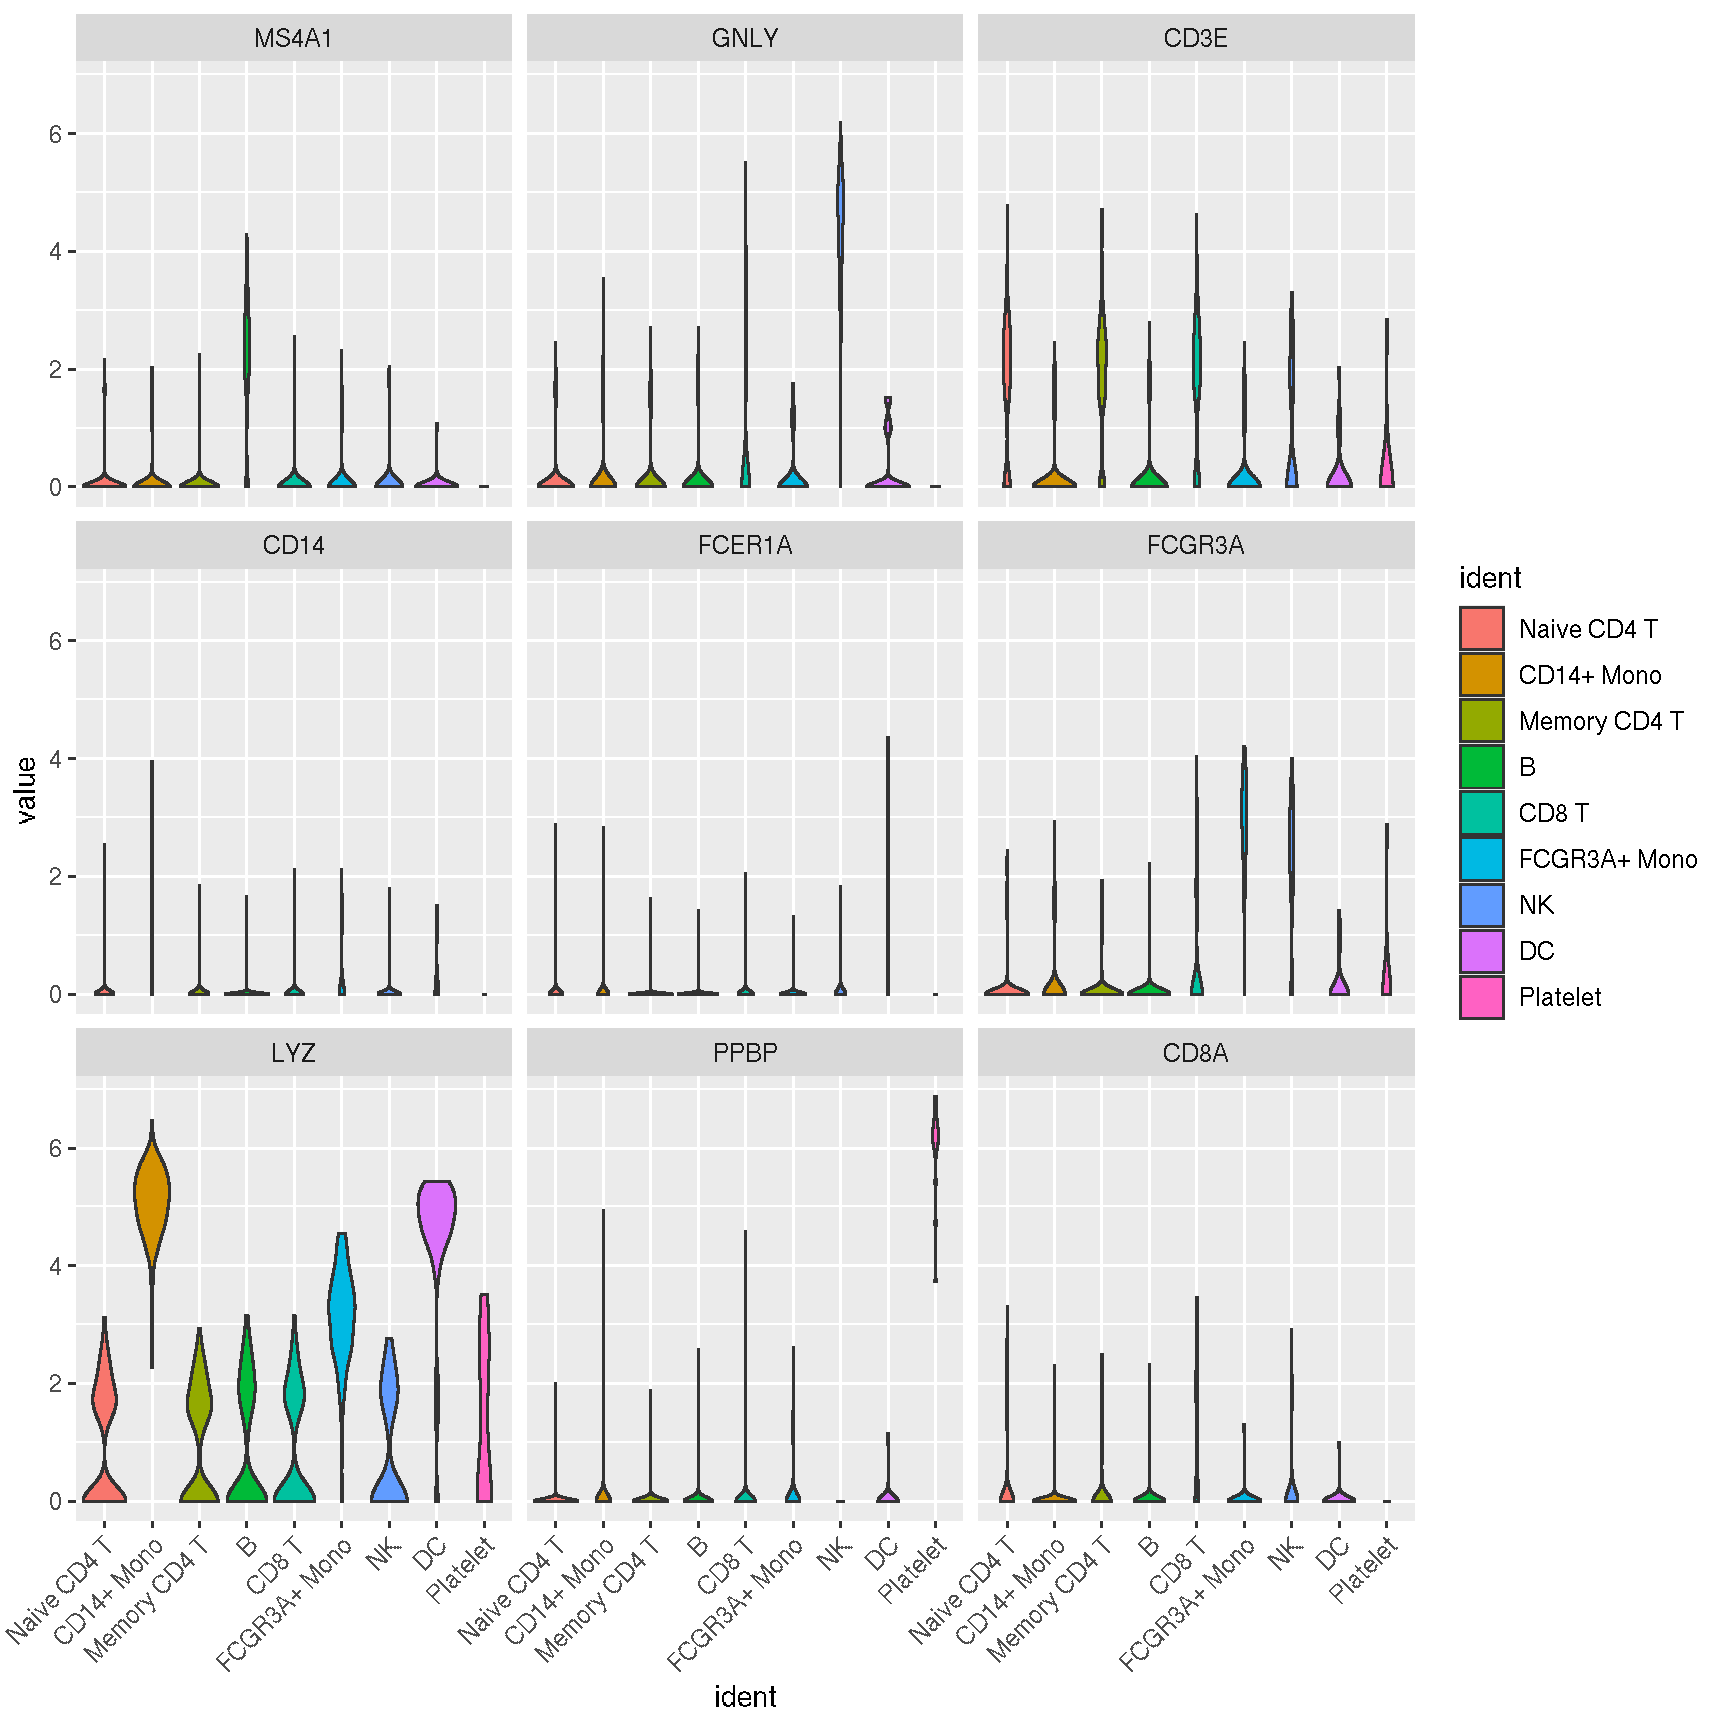 MS4A1
GNLY
CD3E
6
4
2
0
CD14
FCER1A
FCGR3A
6
4
2
0
LYZ
PPBP
CD8A
6
4
2
0
value
Naive CD4 T
CD14+ Mono
Memory CD4 T
B
CD8 T
FCGR3A+ Mono
NK
DC
Platelet
Naive CD4 T
CD14+ Mono
Memory CD4 T
B
CD8 T
FCGR3A+ Mono
NK
DC
Platelet
Naive CD4 T
CD14+ Mono
Memory CD4 T
B
CD8 T
FCGR3A+ Mono
NK
DC
Platelet
ident
ident
Naive CD4 T
CD14+ Mono
Memory CD4 T
B
CD8 T
FCGR3A+ Mono
NK
DC
Platelet